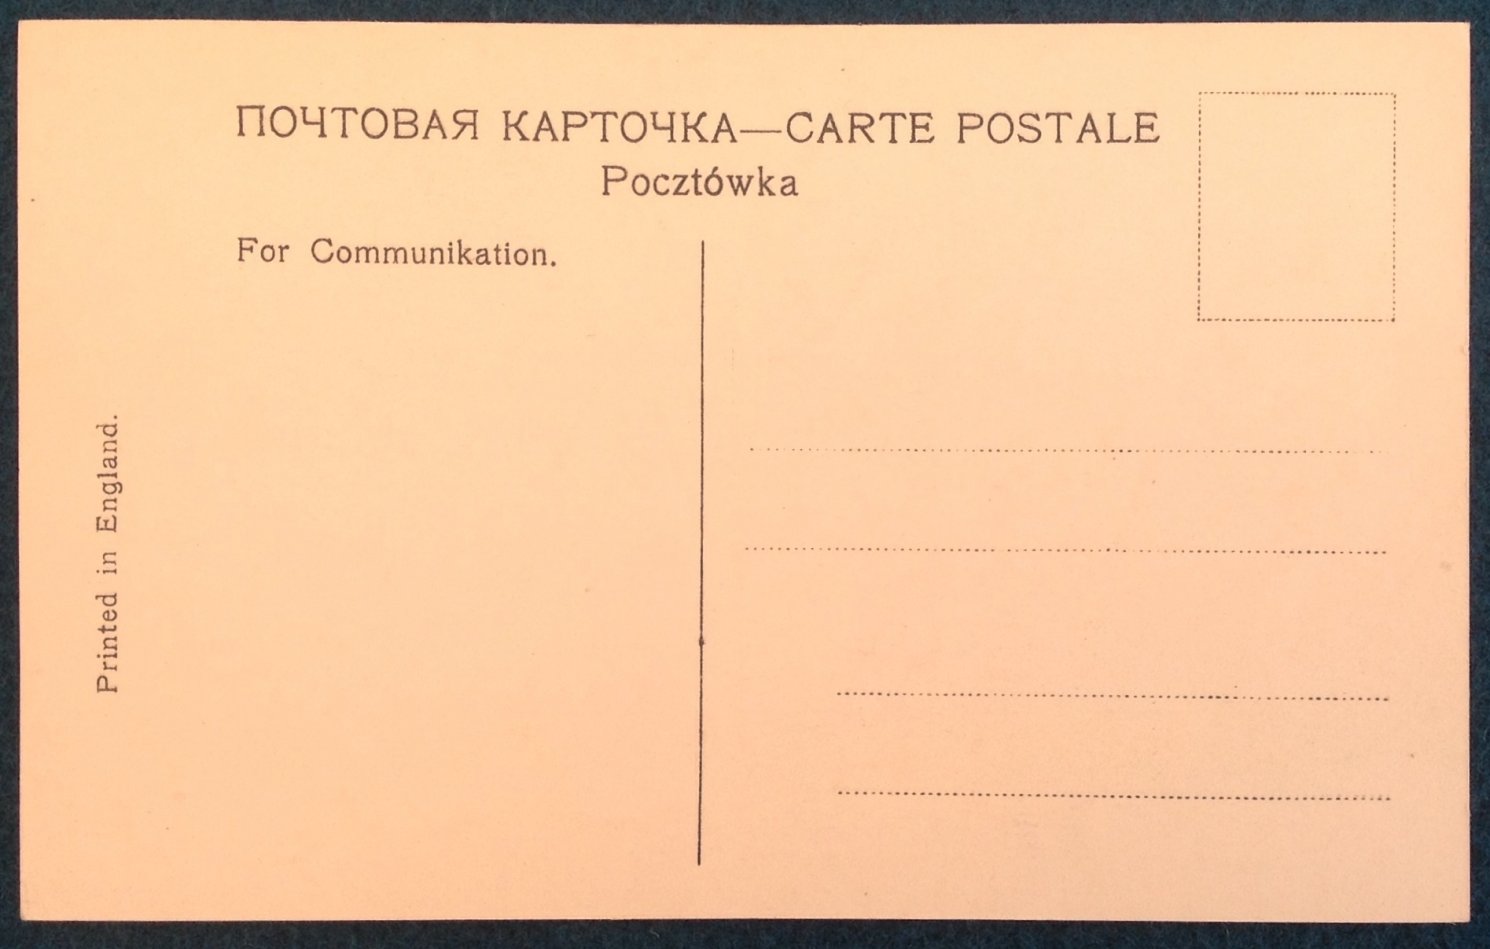 ПОЧТОВАЯ КАРТОЧКА—CARTE POSTALE
Pocztówka
For Communikation.
Printed in England.